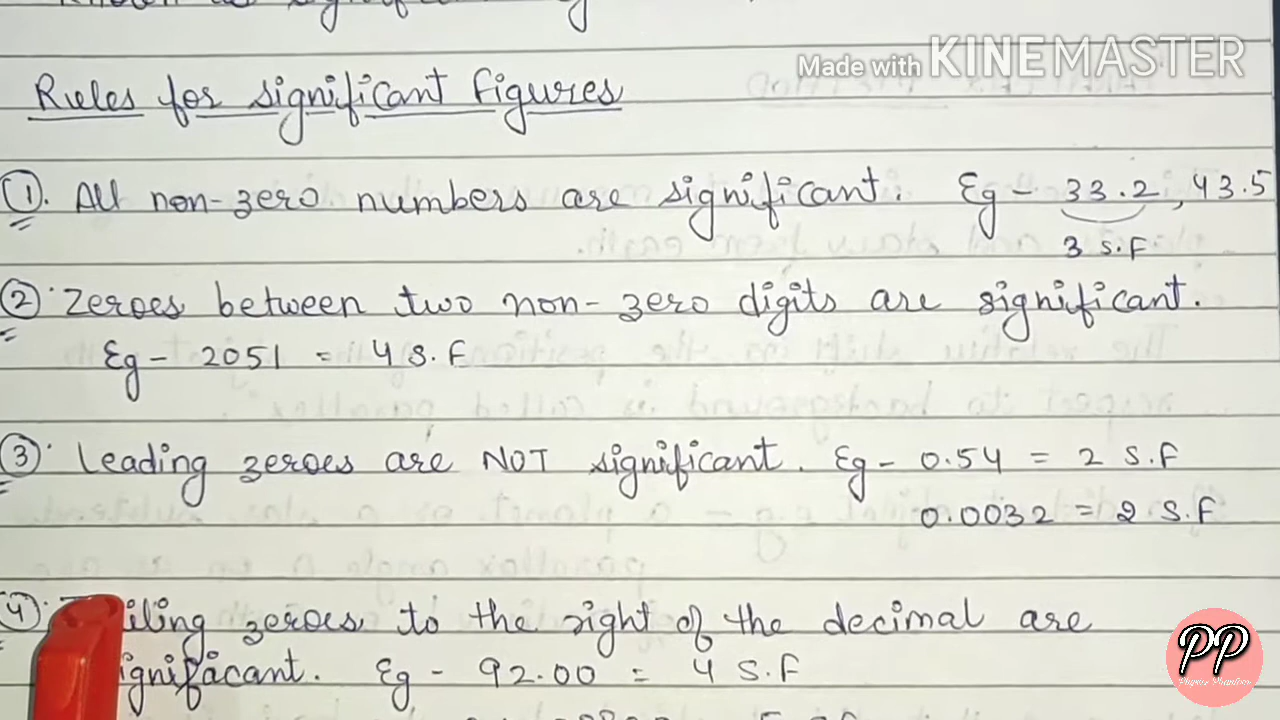 Made with KINEMASTER
Rules for significant figures
① All non-zero numbers are significant. Eg - 33.2, 43.5
3 S.F
② Zeroes between two non-zero digits are significant.
Eg - 2051 = 4 S.F
③ Leading zeroes are NOT significant. Eg - 0.54 = 2 S.F
0.0032 = 2 S.F
④ iling zeroes to the right of the decimal are
ignificant. Eg - 92.00 = 4 S.F
PP